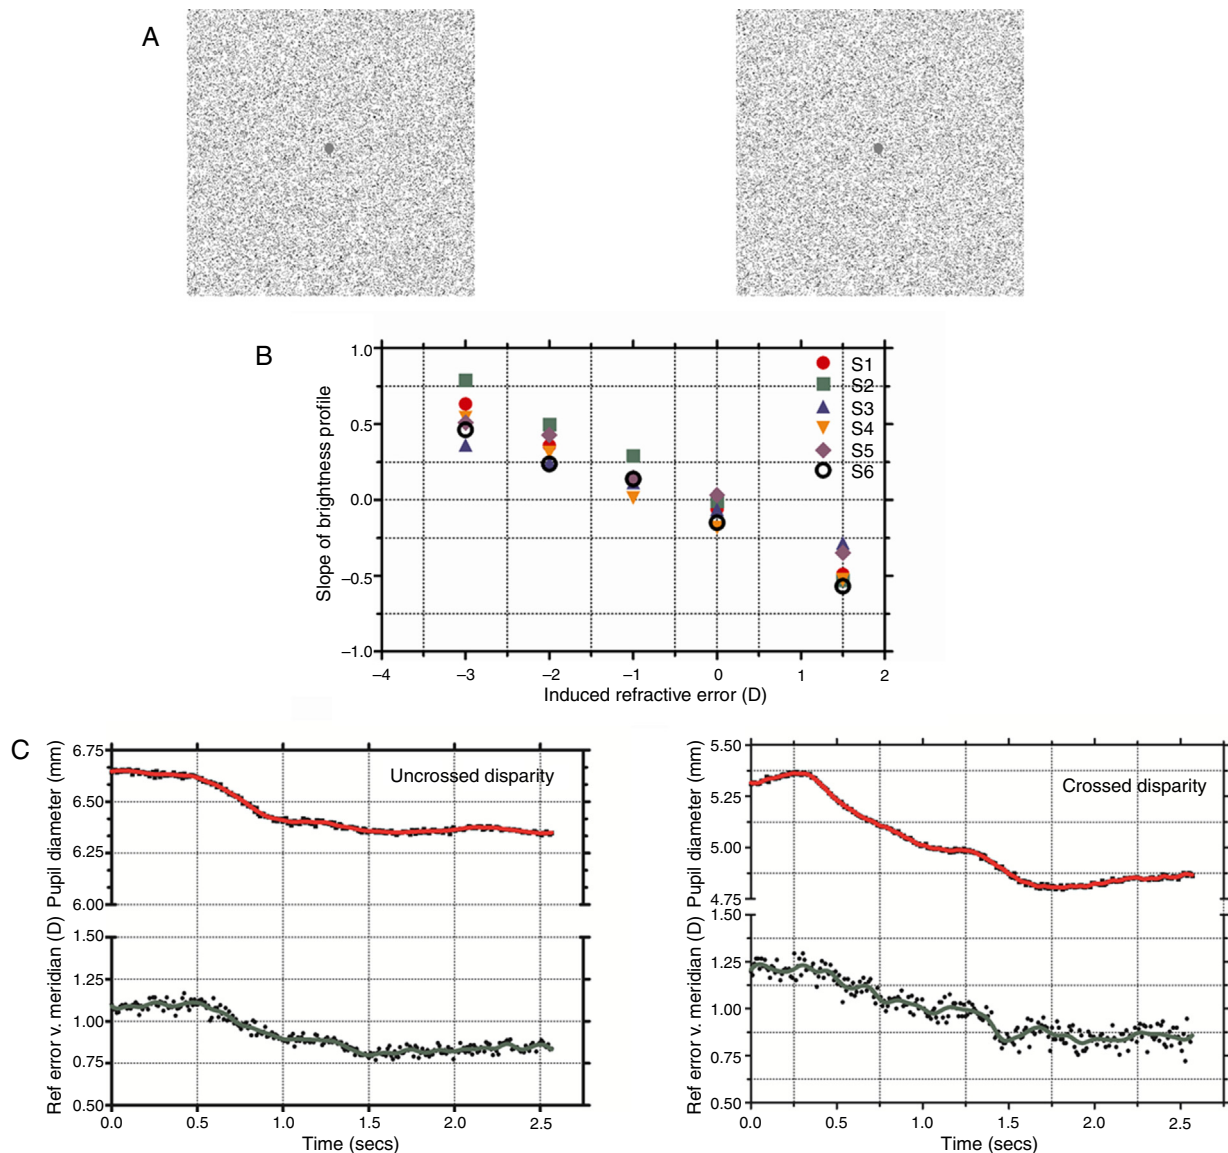 A
B
1.0
0.5
0.0
−0.5
−1.0
Slope of brightness profile
S1
S2
S3
S4
S5
S6
−4 −3 −2 −1 0 1 2
Induced refractive error (D)
C
Pupil diameter (mm)
6.75
6.50
6.25
6.00
Uncrossed disparity
Ref error v. meridian (D)
1.50
1.25
1.00
0.75
0.50
0.0 0.5 1.0 1.5 2.0 2.5
Time (secs)
Pupil diameter (mm)
5.50
5.25
5.00
4.75
Crossed disparity
Ref error v. meridian (D)
1.50
1.25
1.00
0.75
0.50
0.0 0.5 1.0 1.5 2.0 2.5
Time (secs)